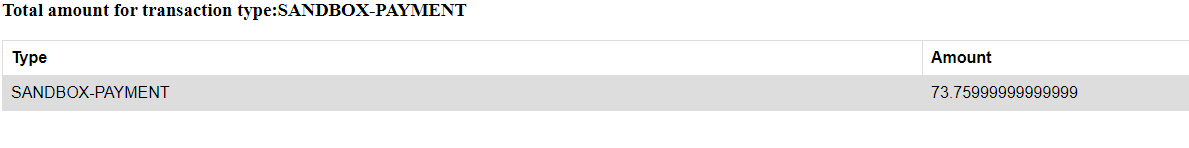 Total amount for transaction type:SANDBOX-PAYMENT
Type Amount
SANDBOX-PAYMENT 73.75999999999999